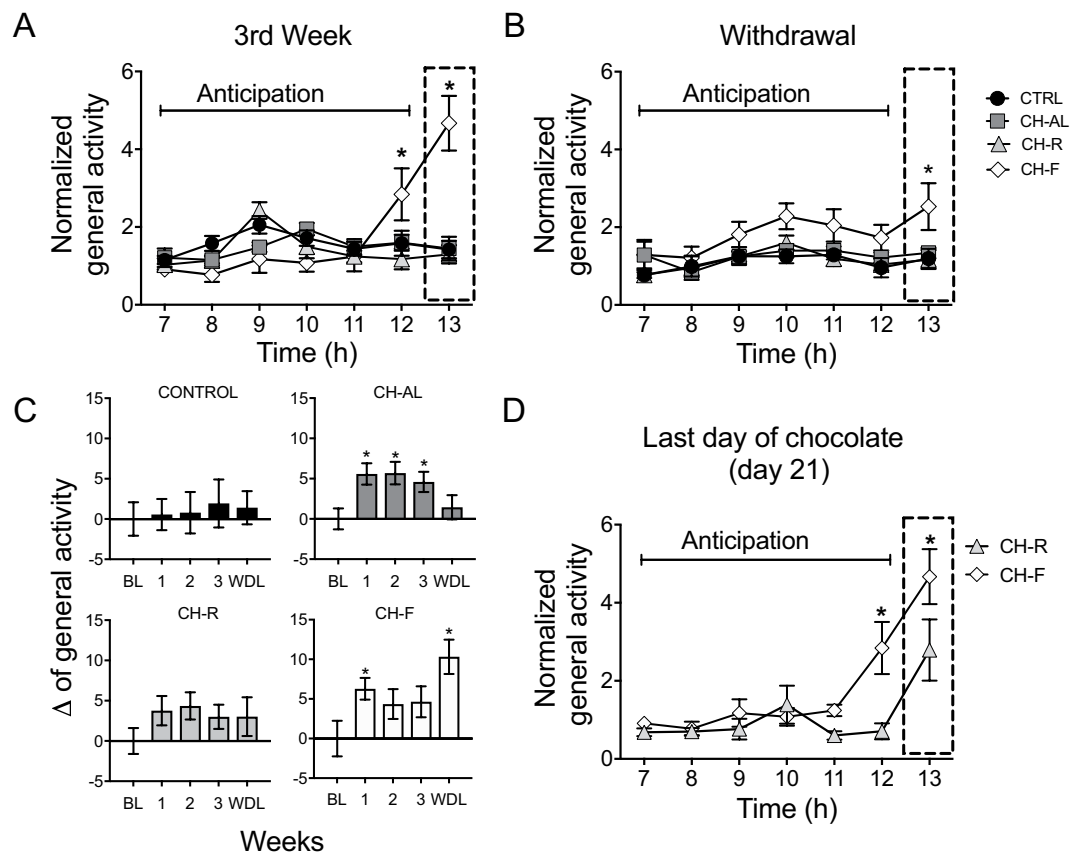 A
3rd Week
Normalized
general activity
6
4
2
0
Anticipation
*
*
7 8 9 10 11 12 13
Time (h)
B
Withdrawal
Normalized
general activity
6
4
2
0
Anticipation
*
7 8 9 10 11 12 13
Time (h)
CTRL
CH-AL
CH-R
CH-F
C
Δ of general activity
CONTROL
15
10
5
0
-5
BL 1 2 3 WDL
CH-AL
15
10
5
0
-5
* * *
BL 1 2 3 WDL
CH-R
15
10
5
0
-5
BL 1 2 3 WDL
CH-F
15
10
5
0
-5
* *
BL 1 2 3 WDL
Weeks
D
Last day of chocolate
(day 21)
Normalized
general activity
6
4
2
0
Anticipation
*
*
7 8 9 10 11 12 13
Time (h)
CH-R
CH-F